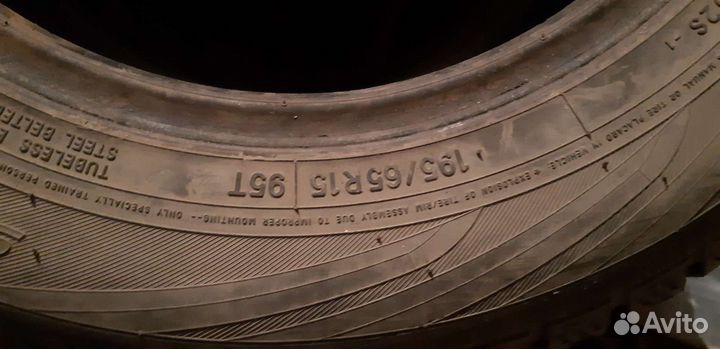 195/65R15 95T
TUBELESS
STEEL BELTED
MANUAL OR TIRE PLACARD IN VEHICLE. + EXPLOSION OF TIRE/RIM ASSEMBLY DUE TO IMPROPER MOUNTING-- ONLY SPECIALLY TRAINED PERSON
Avito